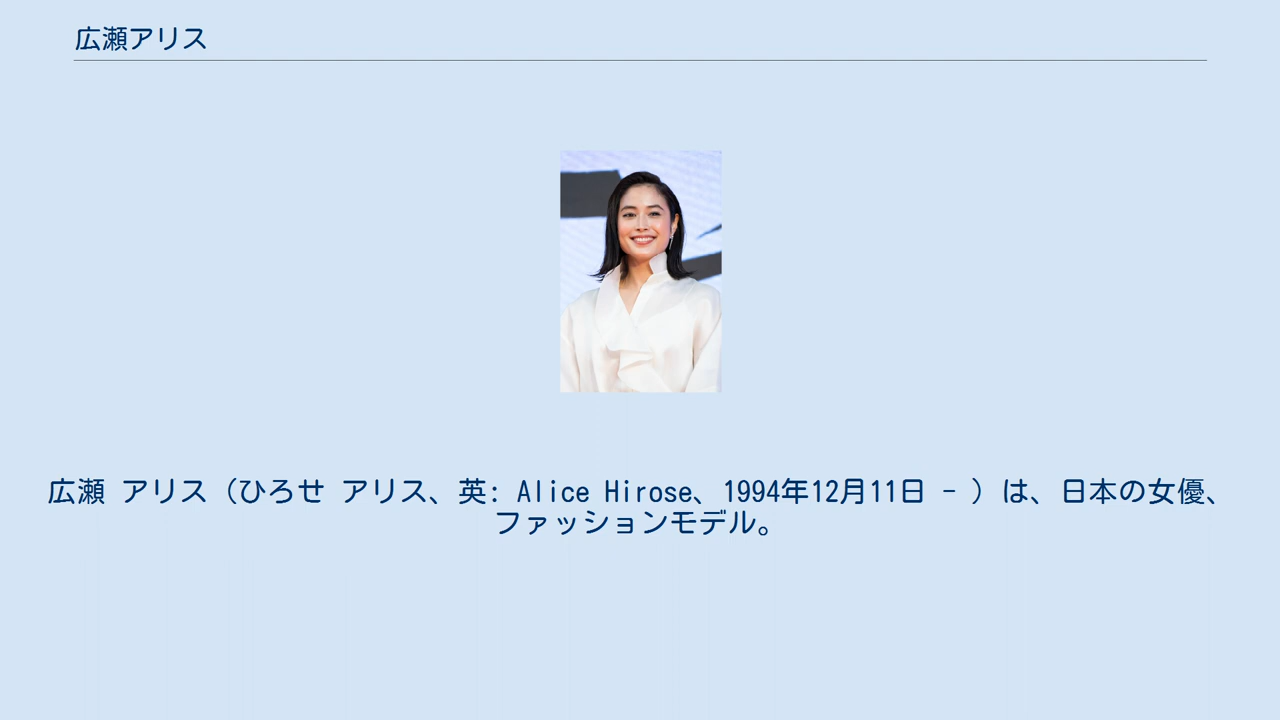 広瀬アリス
広瀬 アリス（ひろせ アリス、英: Alice Hirose、1994年12月11日 - ）は、日本の女優、
ファッションモデル。